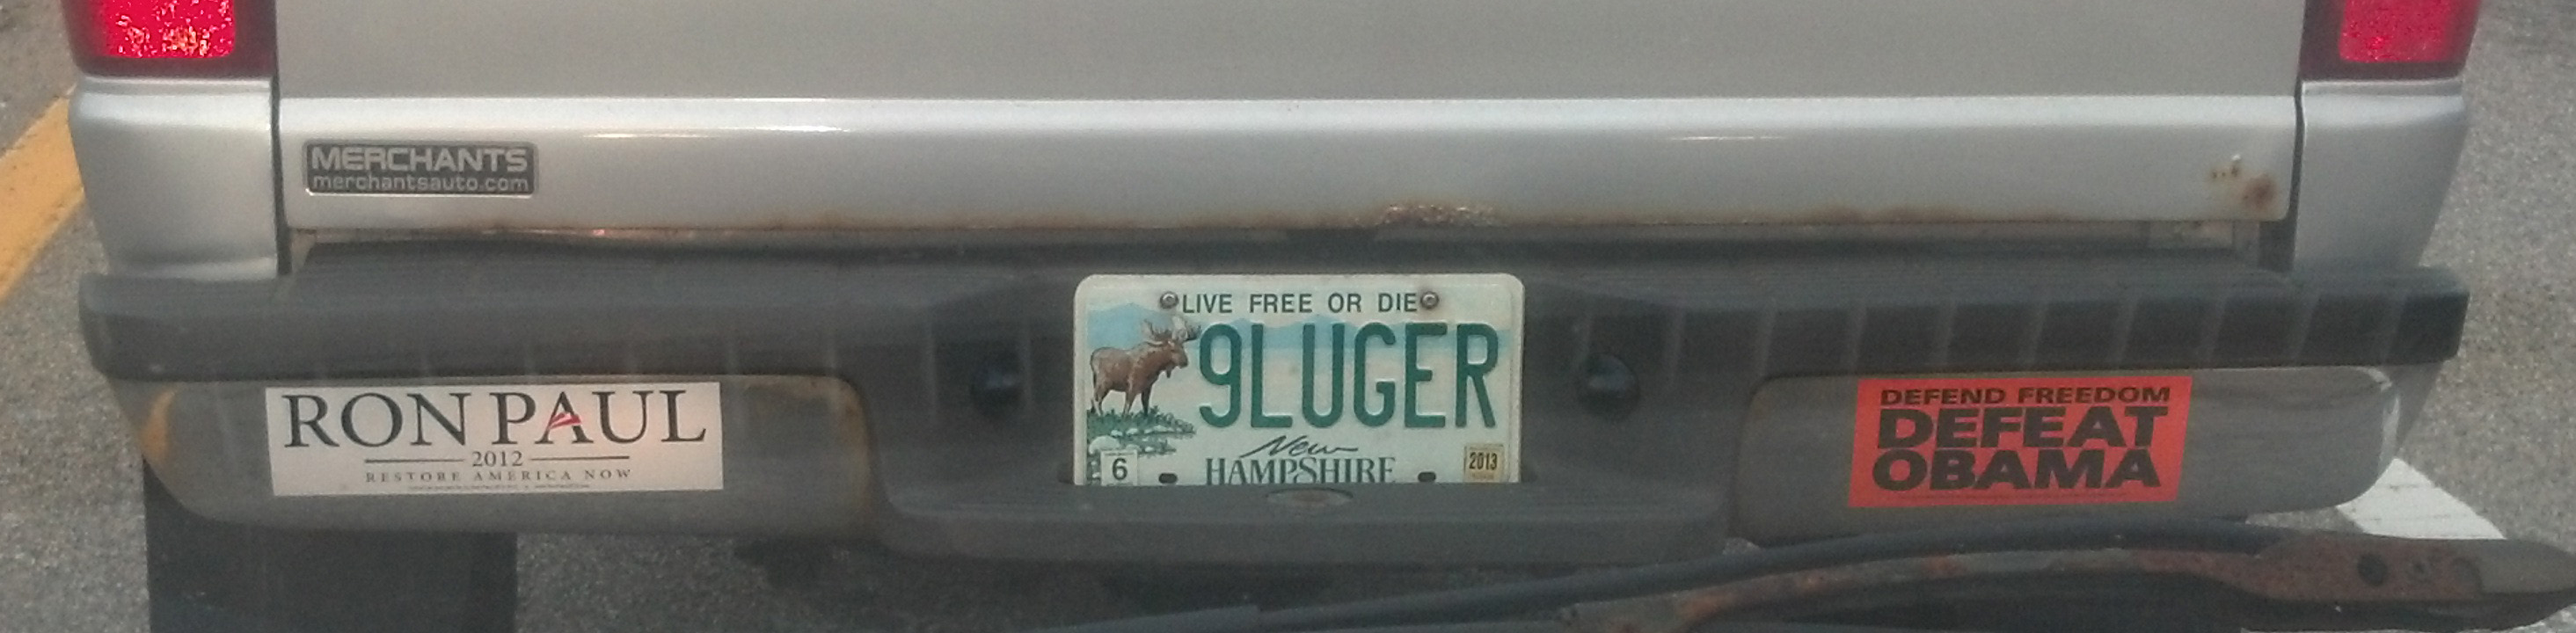 MERCHANTS
merchantsauto.com
LIVE FREE OR DIE
9LUGER
New
HAMPSHIRE
6
2013
RON PAUL
2012
RESTORE AMERICA NOW
DEFEND FREEDOM
DEFEAT
OBAMA